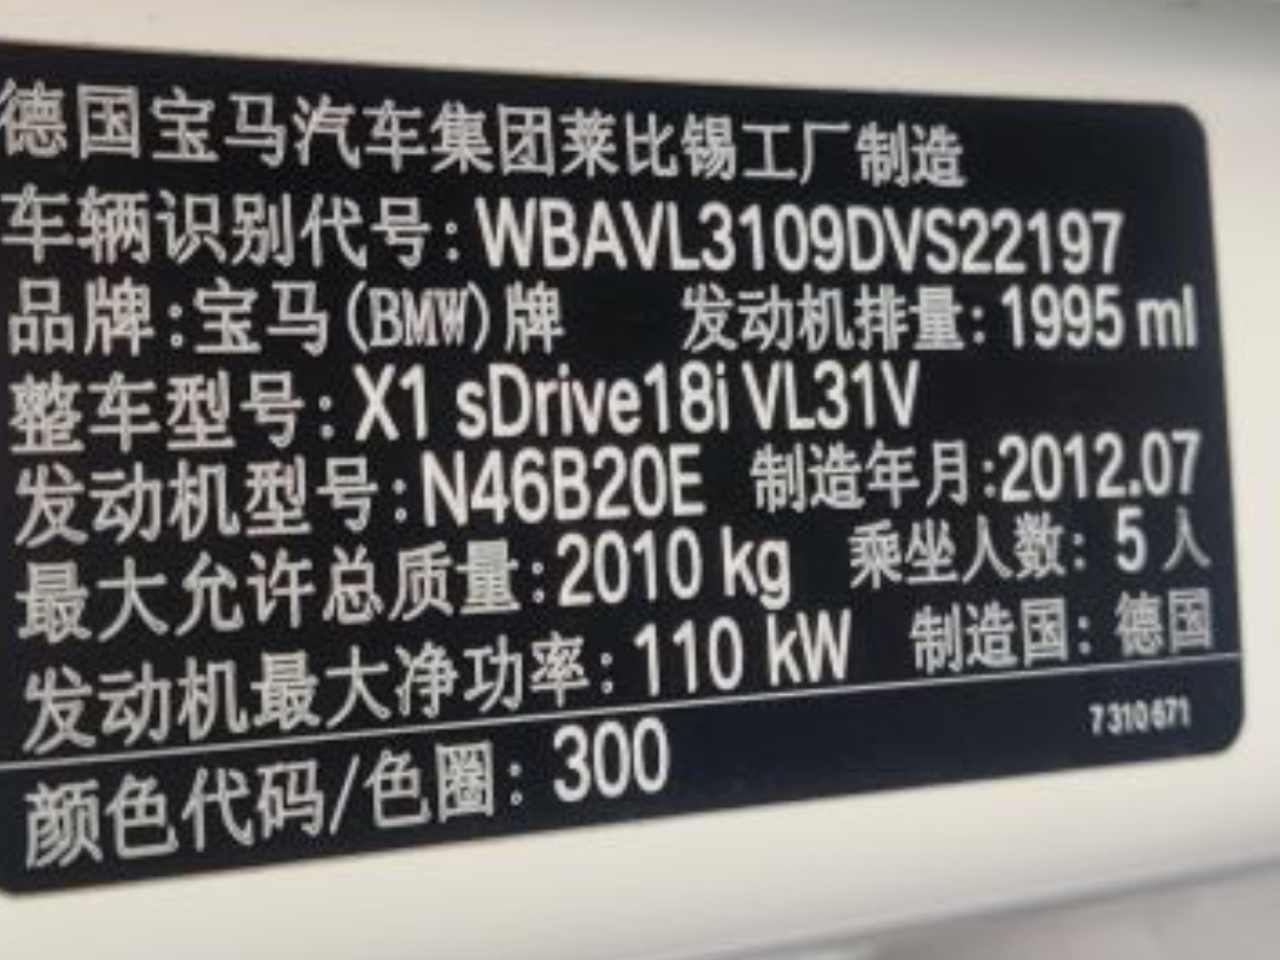 德国宝马汽车集团莱比锡工厂制造
车辆识别代号:WBAVL3109DVS22197
品牌:宝马(BMW)牌 发动机排量:1995 ml
整车型号:X1 sDrive18i VL31V
发动机型号:N46B20E 制造年月:2012.07
最大允许总质量:2010 kg 乘坐人数: 5人
发动机最大净功率:110 kW 制造国: 德国
7310671
颜色代码/色圈: 300